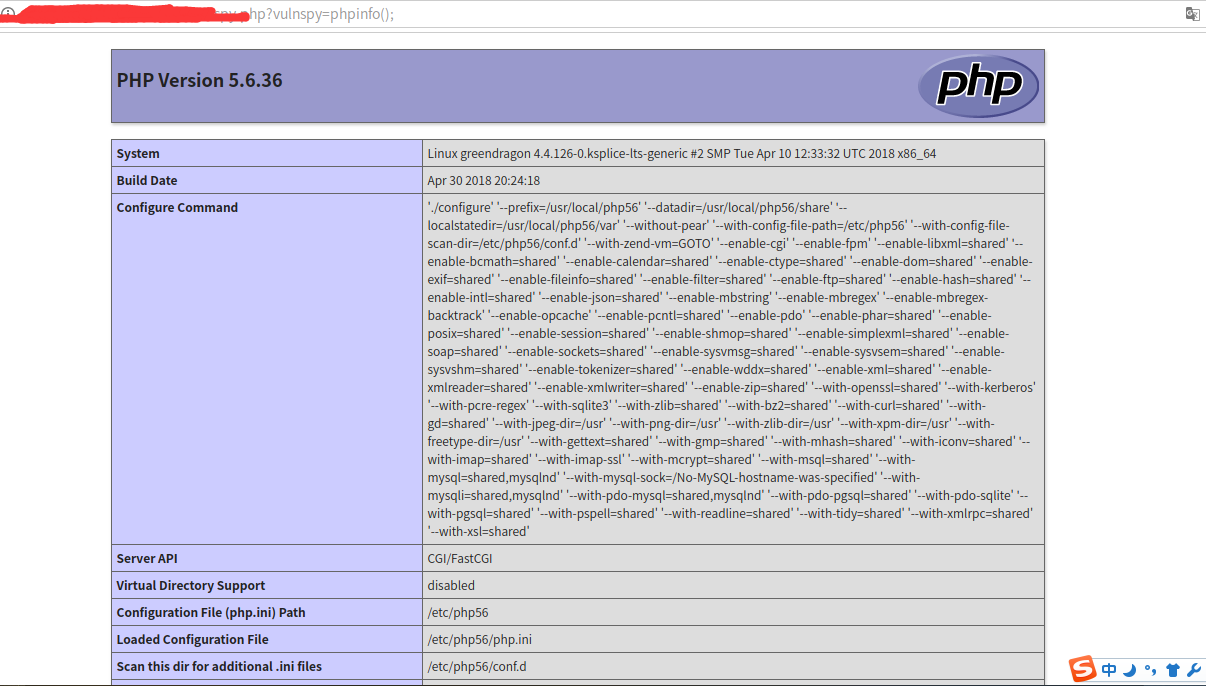 spy.php?vulnspy=phpinfo();
PHP Version 5.6.36
php
System
Linux greendragon 4.4.126-0.ksplice-lts-generic #2 SMP Tue Apr 10 12:33:32 UTC 2018 x86_64
Build Date
Apr 30 2018 20:24:18
Configure Command
'./configure' '--prefix=/usr/local/php56' '--datadir=/usr/local/php56/share' '--
localstatedir=/usr/local/php56/var' '--without-pear' '--with-config-file-path=/etc/php56' '--with-config-file-
scan-dir=/etc/php56/conf.d' '--with-zend-vm=GOTO' '--enable-cgi' '--enable-fpm' '--enable-libxml=shared' '--
enable-bcmath=shared' '--enable-calendar=shared' '--enable-ctype=shared' '--enable-dom=shared' '--enable-
exif=shared' '--enable-fileinfo=shared' '--enable-filter=shared' '--enable-ftp=shared' '--enable-hash=shared' '--
enable-intl=shared' '--enable-json=shared' '--enable-mbstring' '--enable-mbregex' '--enable-mbregex-
backtrack' '--enable-opcache' '--enable-pcntl=shared' '--enable-pdo' '--enable-phar=shared' '--enable-
posix=shared' '--enable-session=shared' '--enable-shmop=shared' '--enable-simplexml=shared' '--enable-
soap=shared' '--enable-sockets=shared' '--enable-sysvmsg=shared' '--enable-sysvsem=shared' '--enable-
sysvshm=shared' '--enable-tokenizer=shared' '--enable-wddx=shared' '--enable-xml=shared' '--enable-
xmlreader=shared' '--enable-xmlwriter=shared' '--enable-zip=shared' '--with-openssl=shared' '--with-kerberos'
'--with-pcre-regex' '--with-sqlite3' '--with-zlib=shared' '--with-bz2=shared' '--with-curl=shared' '--with-
gd=shared' '--with-jpeg-dir=/usr' '--with-png-dir=/usr' '--with-zlib-dir=/usr' '--with-xpm-dir=/usr' '--with-
freetype-dir=/usr' '--with-gettext=shared' '--with-gmp=shared' '--with-mhash=shared' '--with-iconv=shared' '--
with-imap=shared' '--with-imap-ssl' '--with-mcrypt=shared' '--with-msql=shared' '--with-
mysql=shared,mysqlnd' '--with-mysql-sock=/No-MySQL-hostname-was-specified' '--with-
mysqli=shared,mysqlnd' '--with-pdo-mysql=shared,mysqlnd' '--with-pdo-pgsql=shared' '--with-pdo-sqlite' '--
with-pgsql=shared' '--with-pspell=shared' '--with-readline=shared' '--with-tidy=shared' '--with-xmlrpc=shared'
'--with-xsl=shared'
Server API
CGI/FastCGI
Virtual Directory Support
disabled
Configuration File (php.ini) Path
/etc/php56
Loaded Configuration File
/etc/php56/php.ini
Scan this dir for additional .ini files
/etc/php56/conf.d
S 中